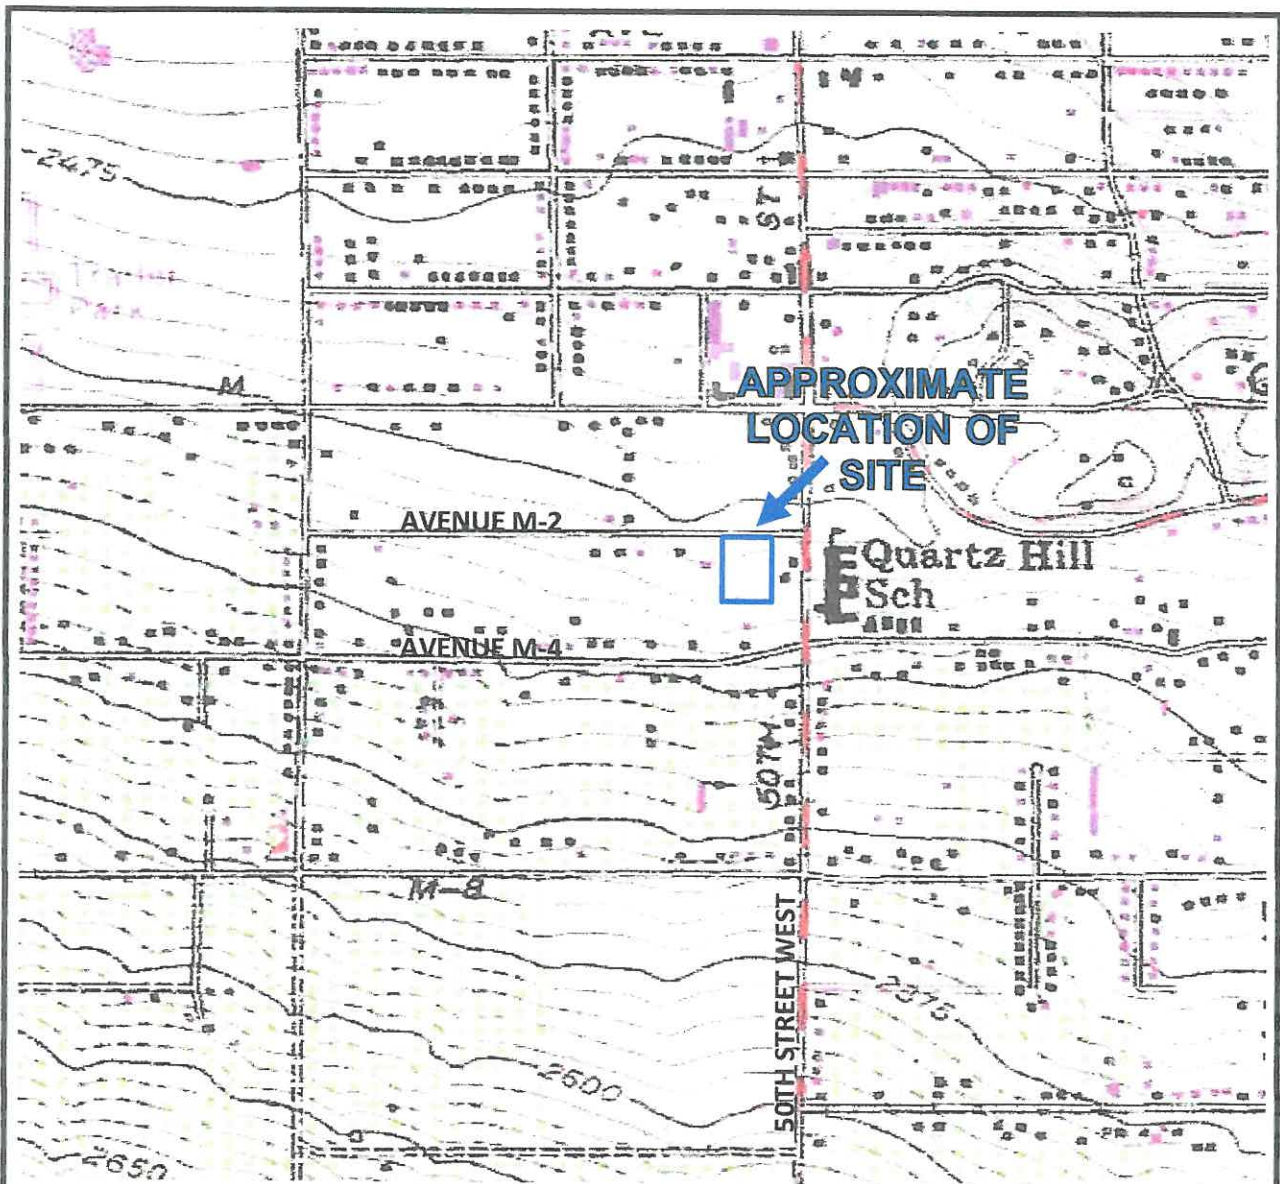 2475
ST
M
APPROXIMATE
LOCATION OF
SITE
AVENUE M-2
Quartz Hill
Sch
AVENUE M-4
50TH
M-8
50TH STREET WEST
2600
2650